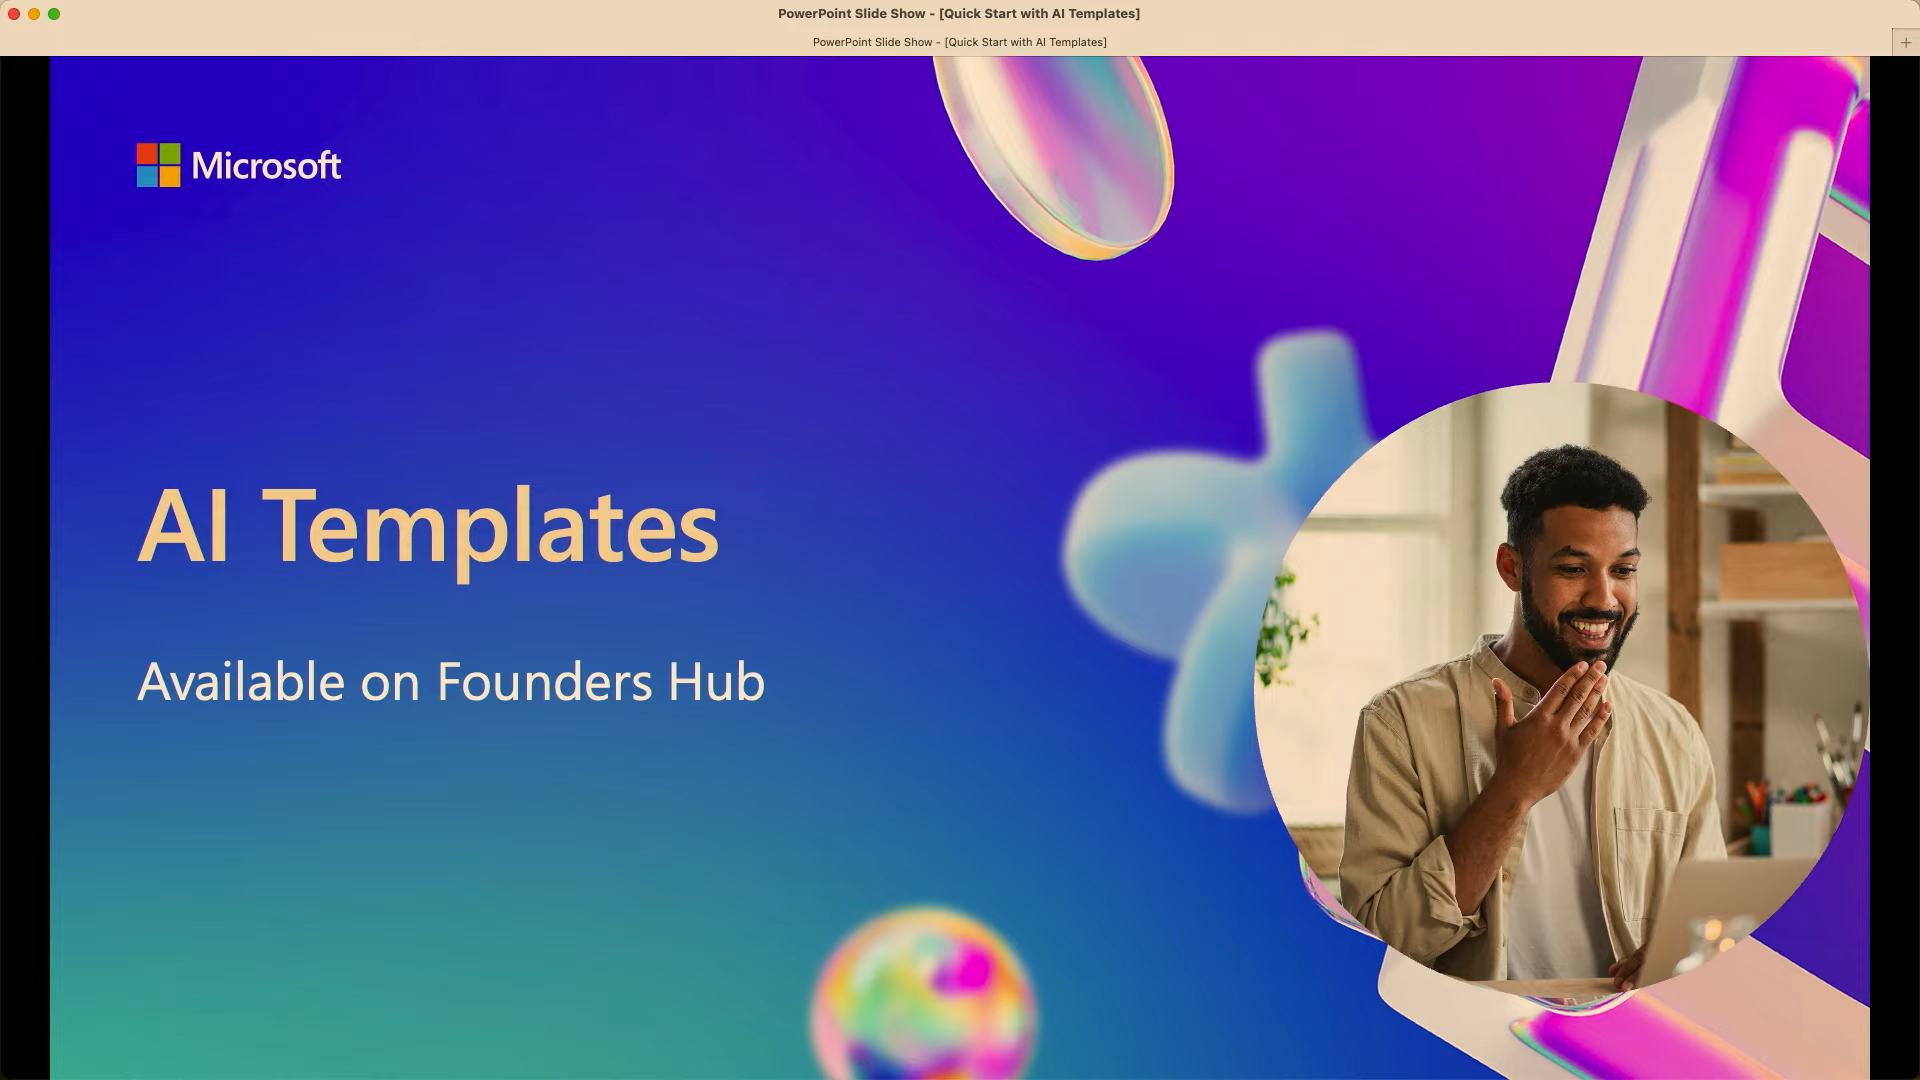 PowerPoint Slide Show - [Quick Start with AI Templates]
PowerPoint Slide Show - [Quick Start with AI Templates]
Microsoft
AI Templates
Available on Founders Hub